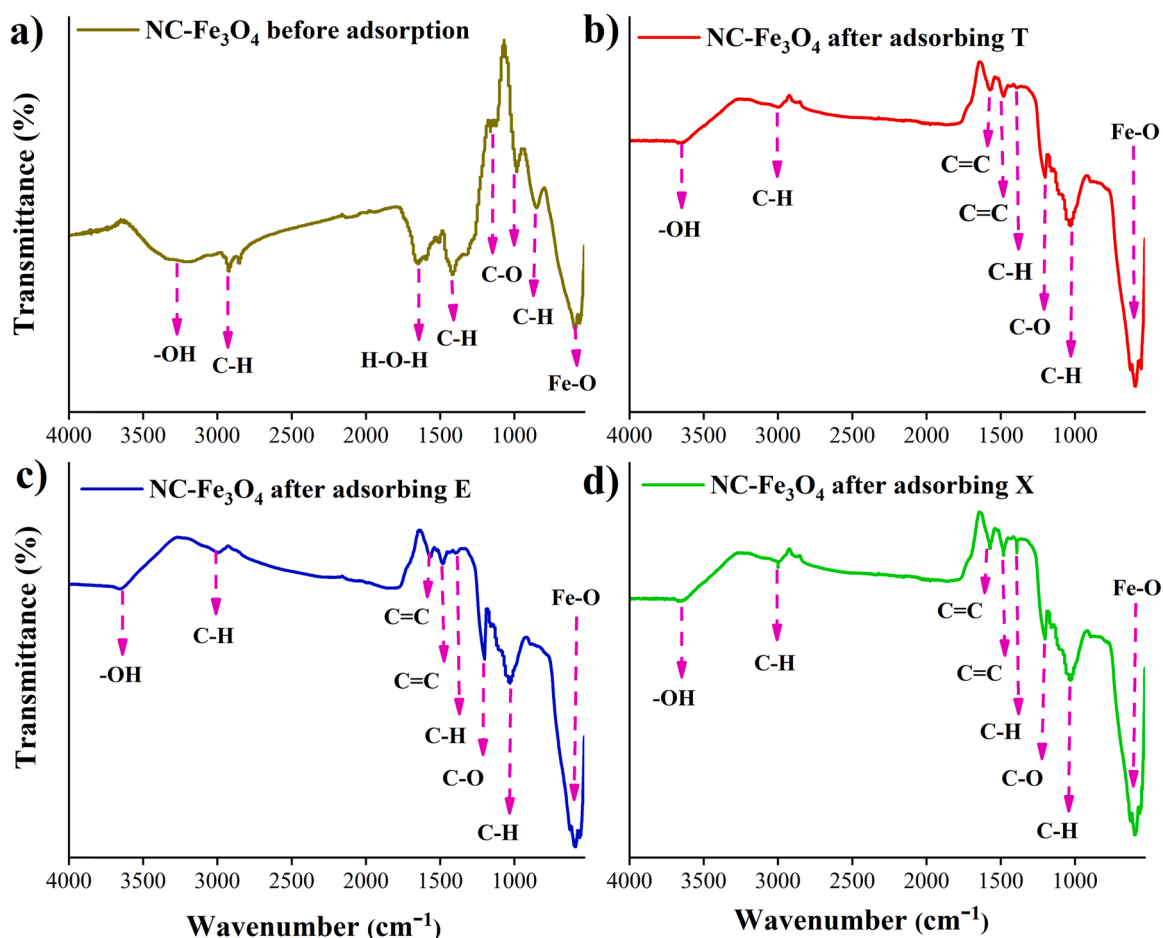 a)
NC-Fe₃O₄ before adsorption
Transmittance (%)
-OH
C-H
H-O-H
C-H
C-O
C-H
Fe-O
4000 3500 3000 2500 2000 1500 1000
b)
NC-Fe₃O₄ after adsorbing T
-OH
C-H
C=C
C=C
C-H
C-O
C-H
Fe-O
4000 3500 3000 2500 2000 1500 1000
c)
NC-Fe₃O₄ after adsorbing E
Transmittance (%)
-OH
C-H
C=C
C=C
C-H
C-O
C-H
Fe-O
4000 3500 3000 2500 2000 1500 1000
Wavenumber (cm⁻¹)
d)
NC-Fe₃O₄ after adsorbing X
-OH
C-H
C=C
C=C
C-H
C-O
C-H
Fe-O
4000 3500 3000 2500 2000 1500 1000
Wavenumber (cm⁻¹)